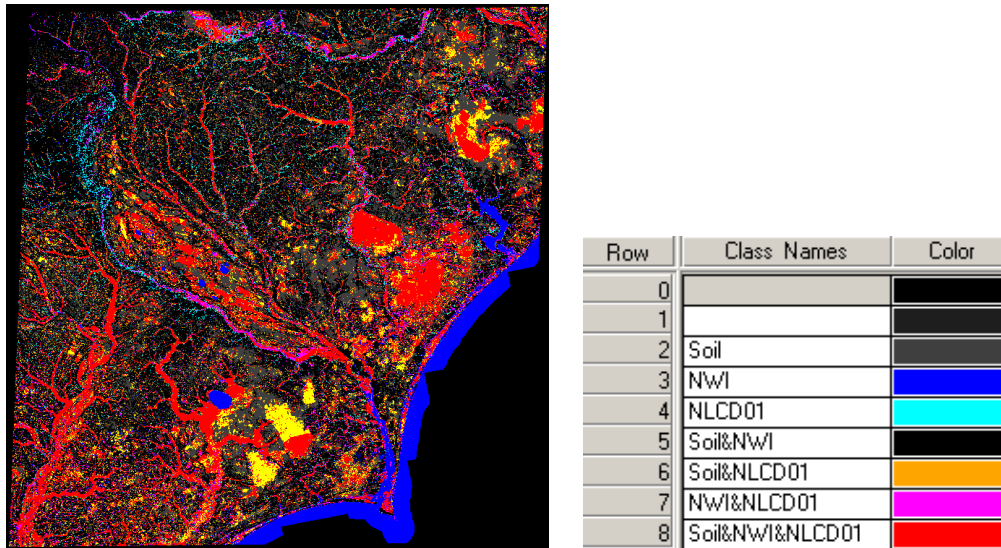 Row Class Names Color
0
1
2 Soil
3 NWI
4 NLCD01
5 Soil&NWI
6 Soil&NLCD01
7 NWI&NLCD01
8 Soil&NWI&NLCD01